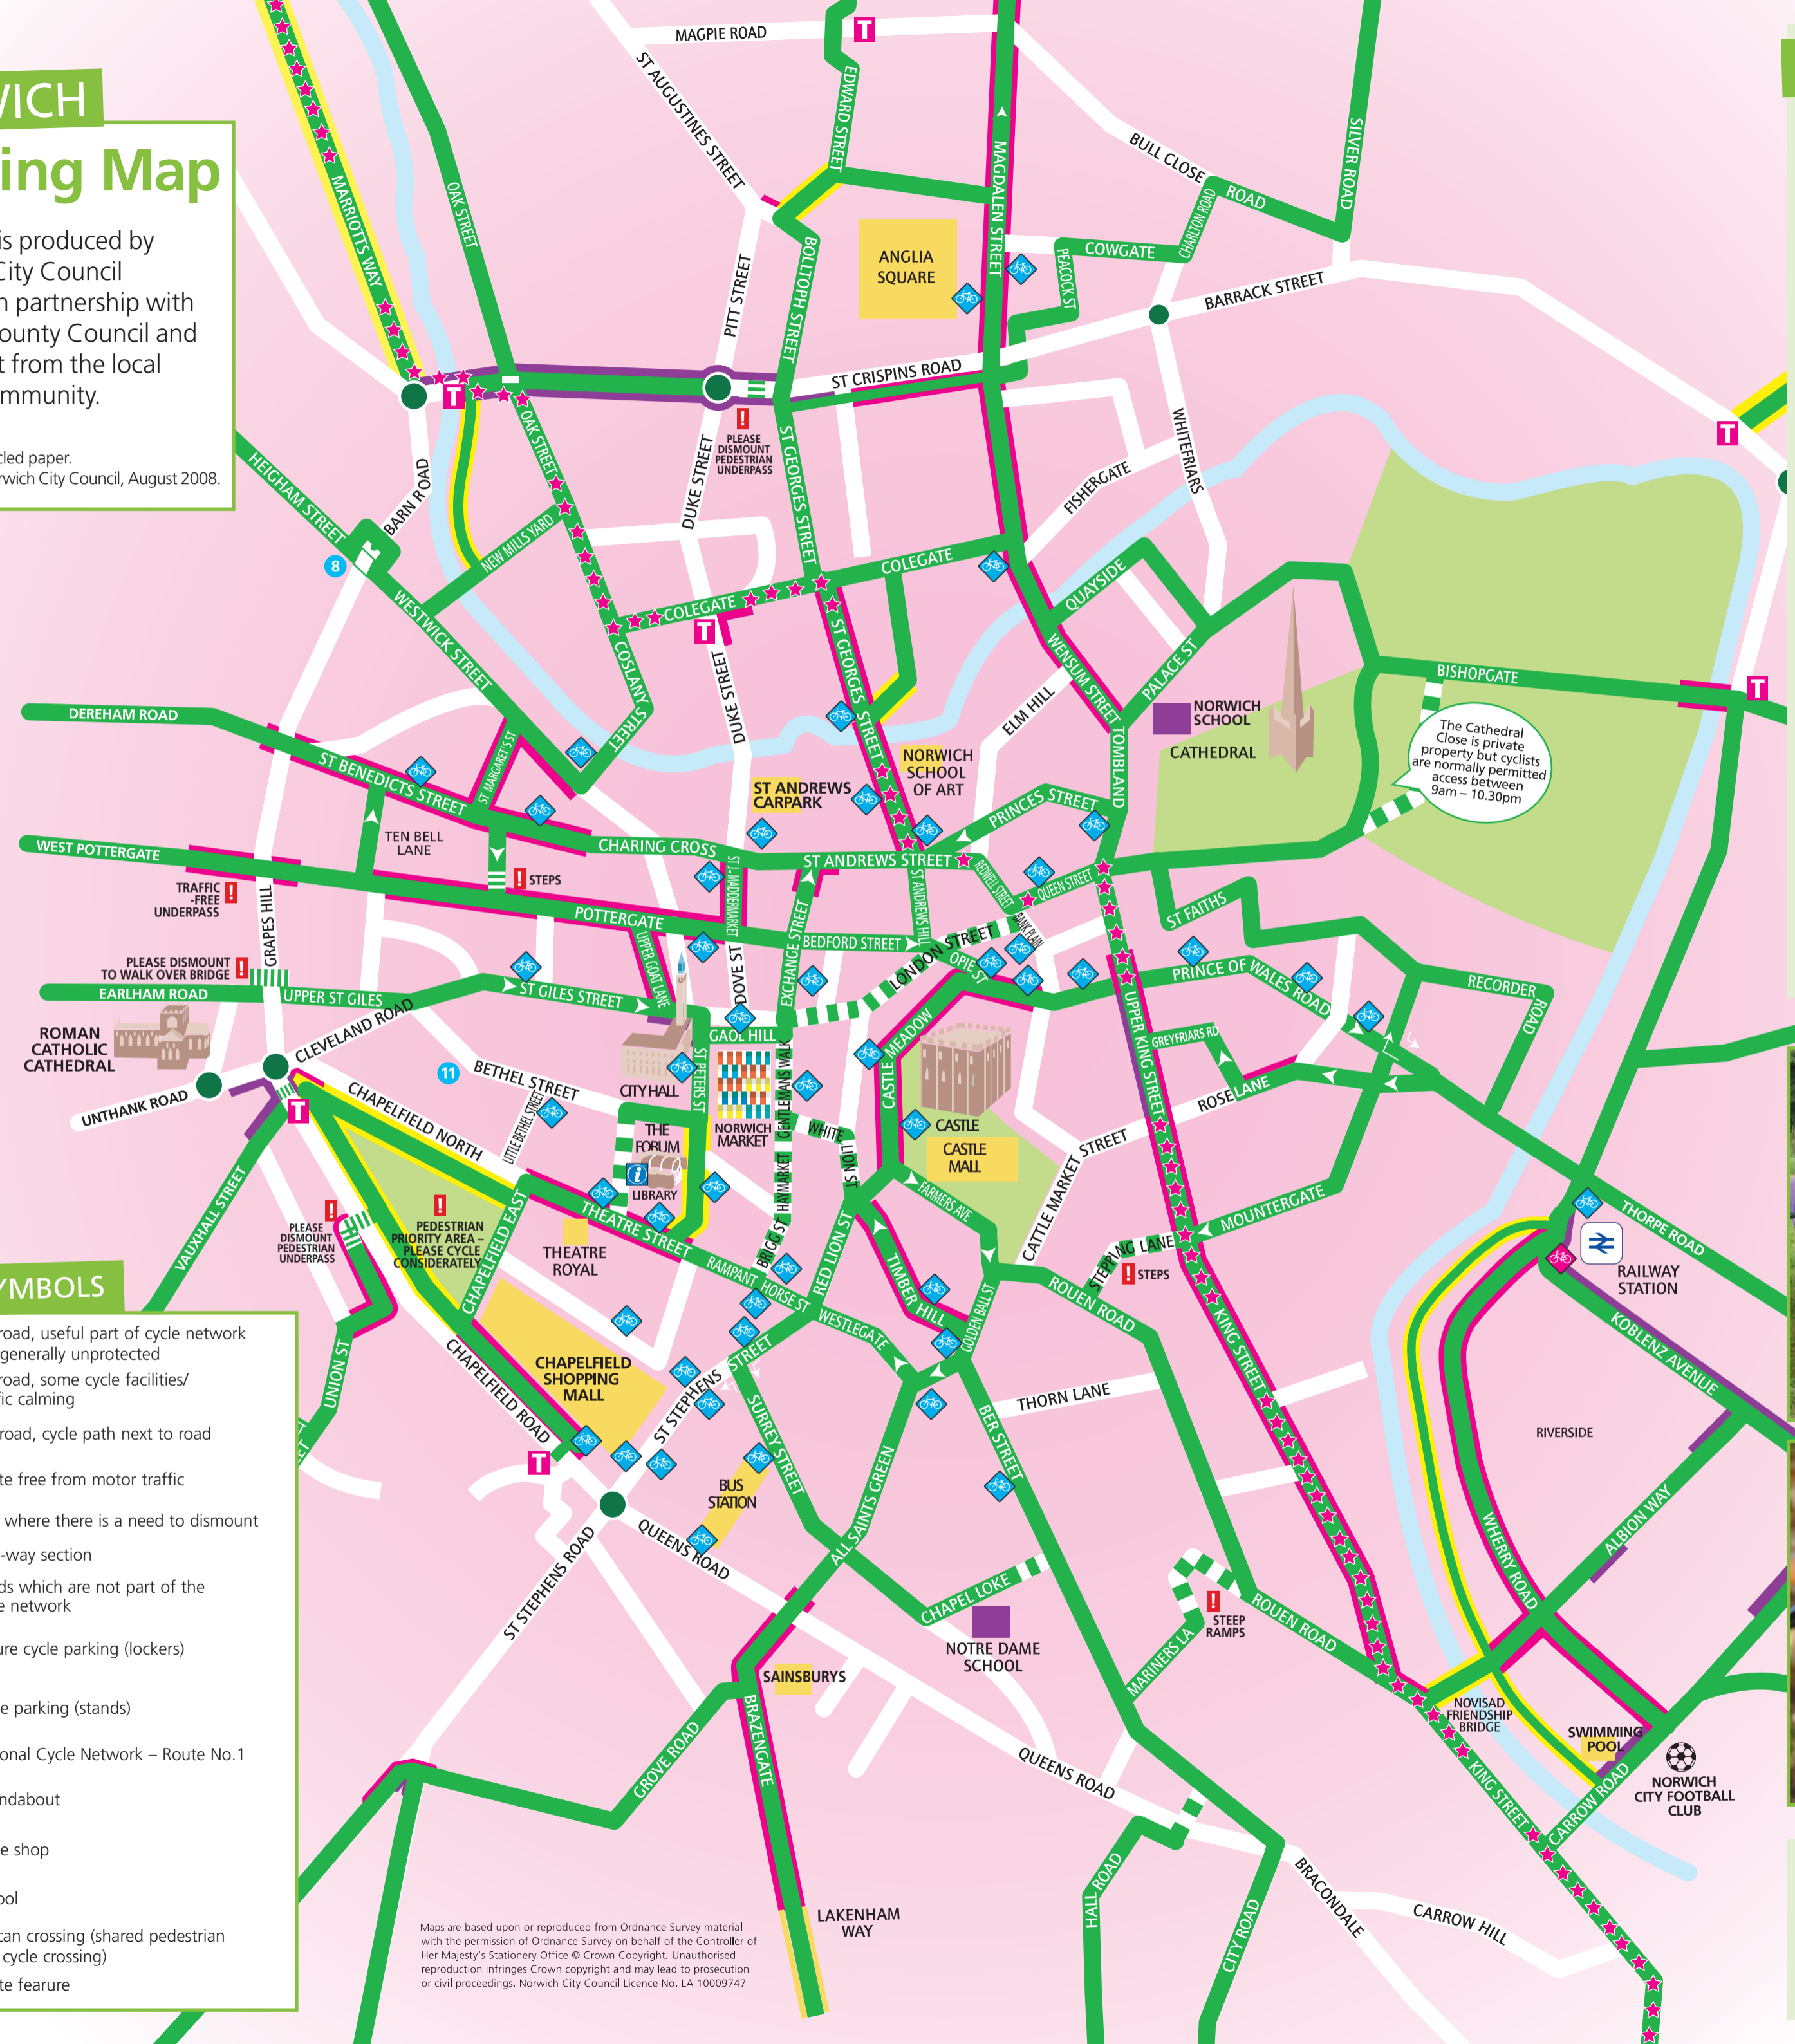 WICH
ing Map
is produced by
City Council
n partnership with
ounty Council and
t from the local
mmunity.
cled paper.
rwich City Council, August 2008.
MAGPIE ROAD
T
ST AUGUSTINES STREET
EDWARD STREET
MAGDALEN STREET
BULL CLOSE
ROAD
SILVER ROAD
MARRIOTTS WAY
OAK STREET
CHARLTON ROAD
COWGATE
PEACOCK ST
ANGLIA
SQUARE
BOLLTOPH STREET
PITT STREET
BARRACK STREET
ST CRISPINS ROAD
T
T
!
PLEASE
DISMOUNT
PEDESTRIAN
UNDERPASS
OAK STREET
DUKE STREET
ST GEORGES STREET
WHITEFRIARS
FISHERGATE
HEIGHAM STREET
BARN ROAD
8
NEW MILLS YARD
COLEGATE
QUAYSIDE
WESTWICK STREET
COLEGATE
T
COSLANY
STREET
DUKE STREET
ST GEORGES STREET
WENSUM STREET
PALACE ST
ELM HILL
BISHOPGATE
T
NORWICH
SCHOOL
CATHEDRAL
The Cathedral
Close is private
property but cyclists
are normally permitted
access between
9am – 10.30pm
DEREHAM ROAD
ST BENEDICTS STREET
ST MARGARETS ST
TOMBLAND
NORWICH
SCHOOL
OF ART
ST ANDREWS
CARPARK
PRINCES STREET
TEN BELL
LANE
CHARING CROSS
ST ANDREWS STREET
WEST POTTERGATE
TRAFFIC
-FREE
UNDERPASS
!
! STEPS
ST J. MADDERMARKET
REDWELL STREET
QUEEN STREET
ST ANDREWS HILL
BANK PLAIN
ST FAITHS
GRAPES HILL
POTTERGATE
EXCHANGE STREET
BEDFORD STREET
LONDON STREET
UPPER GOAT LANE
DOVE ST
OPIE ST
PRINCE OF WALES ROAD
RECORDER
ROAD
PLEASE DISMOUNT
TO WALK OVER BRIDGE
!
EARLHAM ROAD
UPPER ST GILES
ST GILES STREET
ROMAN
CATHOLIC
CATHEDRAL
CLEVELAND ROAD
GAOL HILL
CASTLE MEADOW
UPPER KING STREET
GREYFRIARS RD
ROSE LANE
11
BETHEL STREET
CITY HALL
ST PETERS ST
GENTLEMANS WALK
UNTHANK ROAD
T
CHAPELFIELD NORTH
LITTLE BETHEL STREET
THE
FORUM
i
LIBRARY
NORWICH
MARKET
WHITE
LION ST
CASTLE
CASTLE
MALL
CATTLE MARKET STREET
HAYMARKET
FARMERS AVE
MOUNTERGATE
THORPE ROAD
VAUXHALL STREET
!
PLEASE
DISMOUNT
PEDESTRIAN
UNDERPASS
!
PEDESTRIAN
PRIORITY AREA –
PLEASE CYCLE
CONSIDERATELY
CHAPELFIELD EAST
THEATRE STREET
THEATRE
ROYAL
BRIGG ST
RED LION ST
TIMBER HILL
STEPPING LANE
! STEPS
RAILWAY
STATION
RAMPANT HORSE ST
WESTLEGATE
GOLDEN BALL ST
ROUEN ROAD
KING STREET
KOBLENZ AVENUE
YMBOLS
road, useful part of cycle network
generally unprotected
road, some cycle facilities/
fic calming
road, cycle path next to road
te free from motor traffic
where there is a need to dismount
-way section
ds which are not part of the
e network
ure cycle parking (lockers)
e parking (stands)
onal Cycle Network – Route No.1
ndabout
e shop
ool
can crossing (shared pedestrian
cycle crossing)
te fearure
UNION ST
CHAPELFIELD ROAD
CHAPELFIELD
SHOPPING
MALL
T
ST STEPHENS
STREET
SURREY STREET
THORN LANE
BER STREET
RIVERSIDE
BUS
STATION
ALL SAINTS GREEN
QUEENS ROAD
ST STEPHENS ROAD
WHERRY ROAD
ALBION WAY
CHAPEL LOKE
!
STEEP
RAMPS
ROUEN ROAD
MARINERS LA
NOTRE DAME
SCHOOL
SAINSBURYS
BRAZENGATE
GROVE ROAD
NOVISAD
FRIENDSHIP
BRIDGE
SWIMMING
POOL
NORWICH
CITY FOOTBALL
CLUB
CARROW ROAD
KING STREET
QUEENS ROAD
HALL ROAD
CITY ROAD
BRACONDALE
CARROW HILL
LAKENHAM
WAY
Maps are based upon or reproduced from Ordnance Survey material
with the permission of Ordnance Survey on behalf of the Controller of
Her Majesty's Stationery Office © Crown Copyright. Unauthorised
reproduction infringes Crown copyright and may lead to prosecution
or civil proceedings. Norwich City Council Licence No. LA 10009747